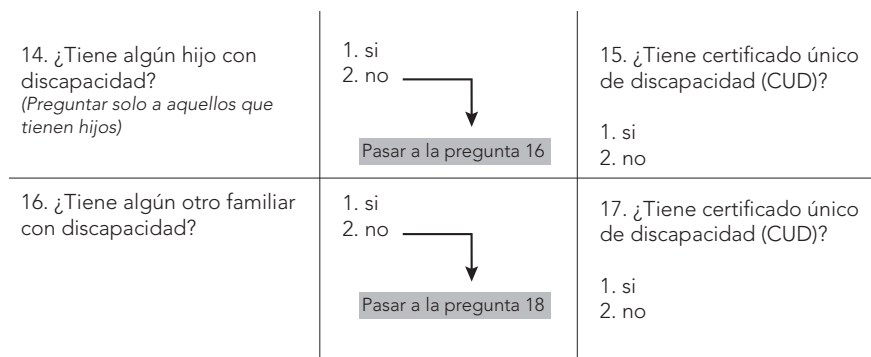 14. ¿Tiene algún hijo con
discapacidad?
(Preguntar solo a aquellos que
tienen hijos)
1. si
2. no
Pasar a la pregunta 16
15. ¿Tiene certificado único
de discapacidad (CUD)?
1. si
2. no
16. ¿Tiene algún otro familiar
con discapacidad?
1. si
2. no
Pasar a la pregunta 18
17. ¿Tiene certificado único
de discapacidad (CUD)?
1. si
2. no